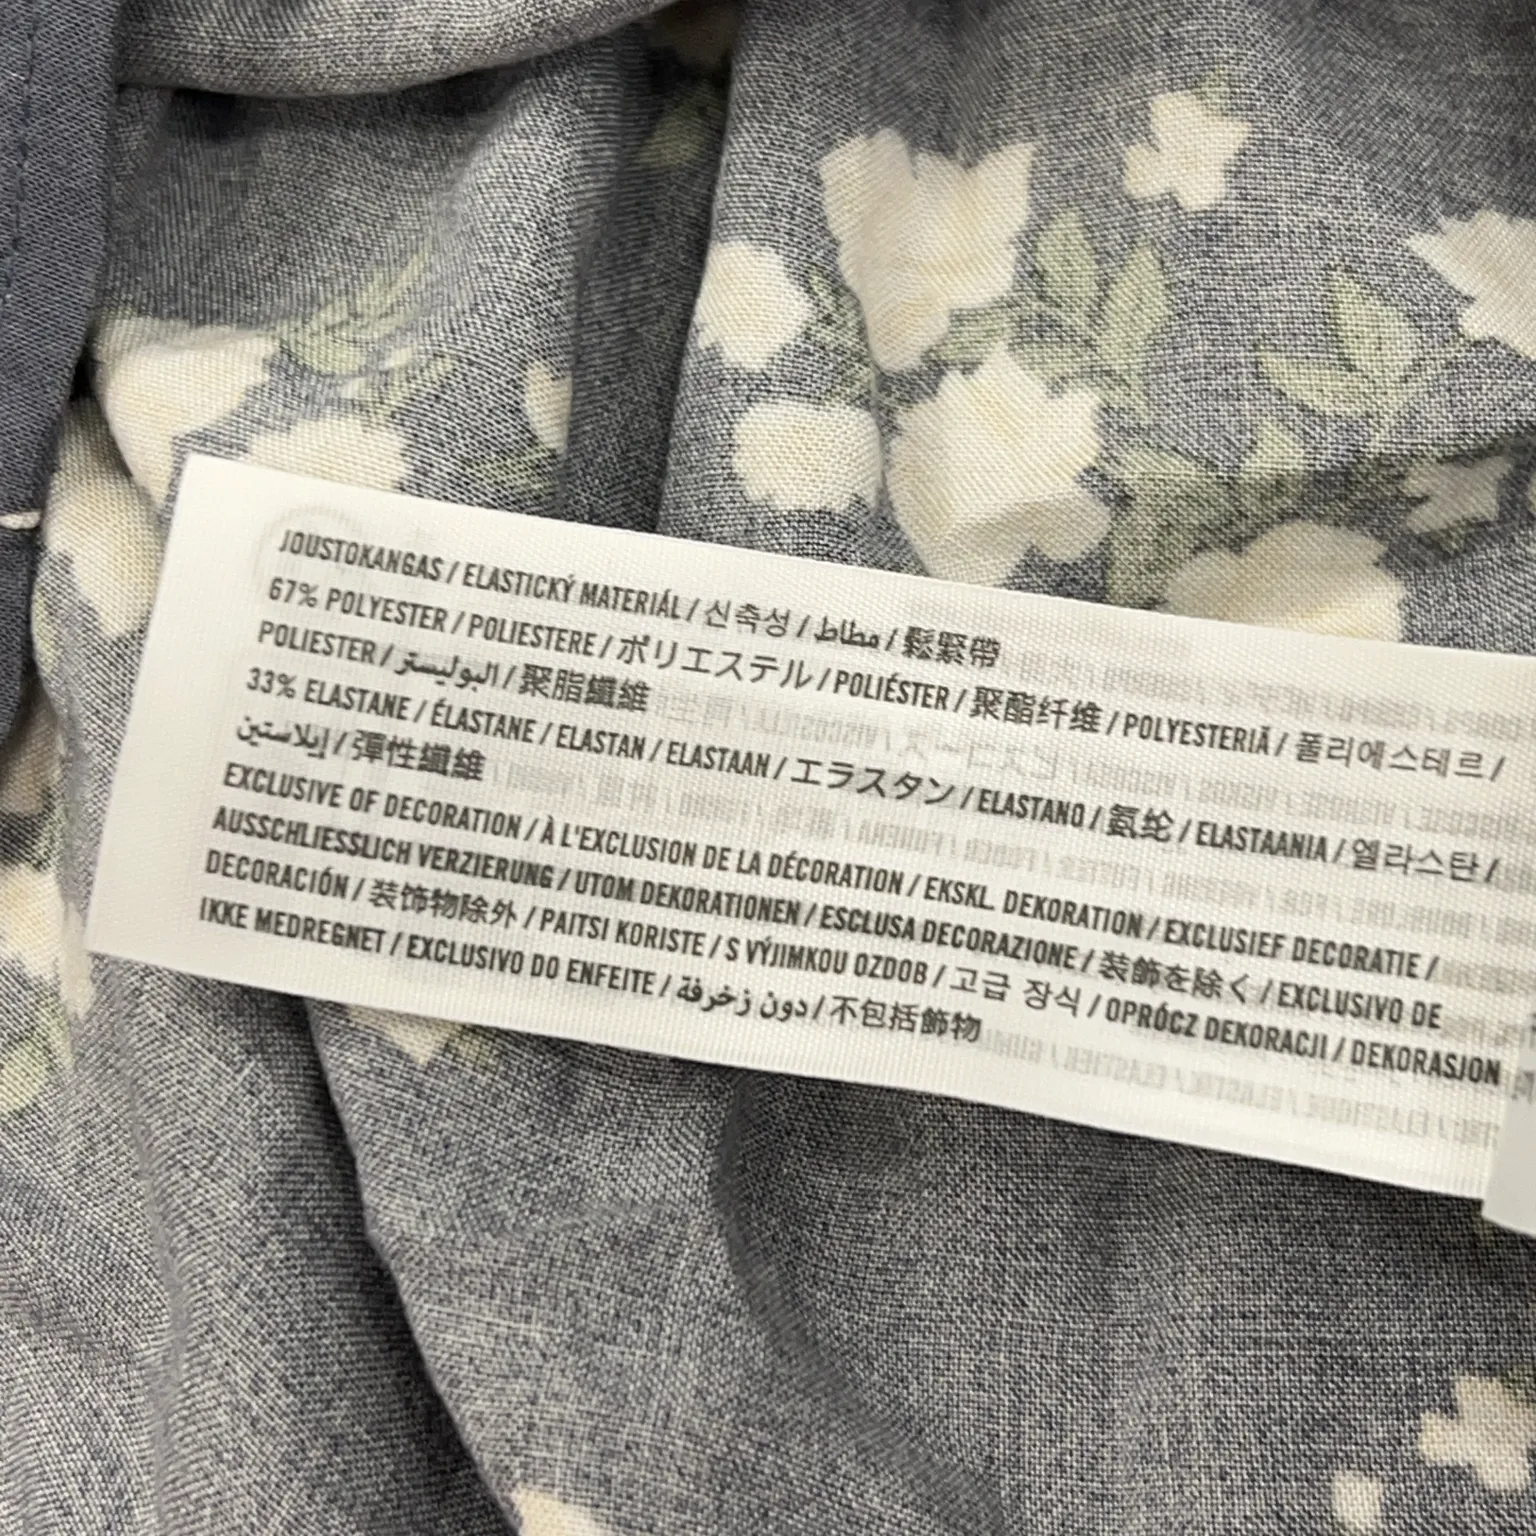 JOUSTOKANGAS / ELASTICKÝ MATERIÁL / 신축성 / مطاط / 鬆緊帶
67% POLYESTER / POLIESTERE / ポリエステル / POLIÉSTER / 聚酯纤维 / POLYESTERIÄ / 폴리에스테르 /
POLIESTER / البوليستر / 聚脂纖維
33% ELASTANE / ÉLASTANE / ELASTAN / ELASTAAN / エラスタン / ELASTANO / 氨纶 / ELASTAANIA / 엘라스탄 /
إيلاستين / 彈性纖維
EXCLUSIVE OF DECORATION / À L'EXCLUSION DE LA DÉCORATION / EKSKL. DEKORATION / EXCLUSIEF DECORATIE /
AUSSCHLIESSLICH VERZIERUNG / UTOM DEKORATIONEN / ESCLUSA DECORAZIONE / 装飾を除く / EXCLUSIVO DE
DECORACIÓN / 装饰物除外 / PAITSI KORISTE / S VÝJIMKOU OZDOB / 고급 장식 / OPRÓCZ DEKORACJI / DEKORASJON
IKKE MEDREGNET / EXCLUSIVO DO ENFEITE / دون زخرفة / 不包括飾物